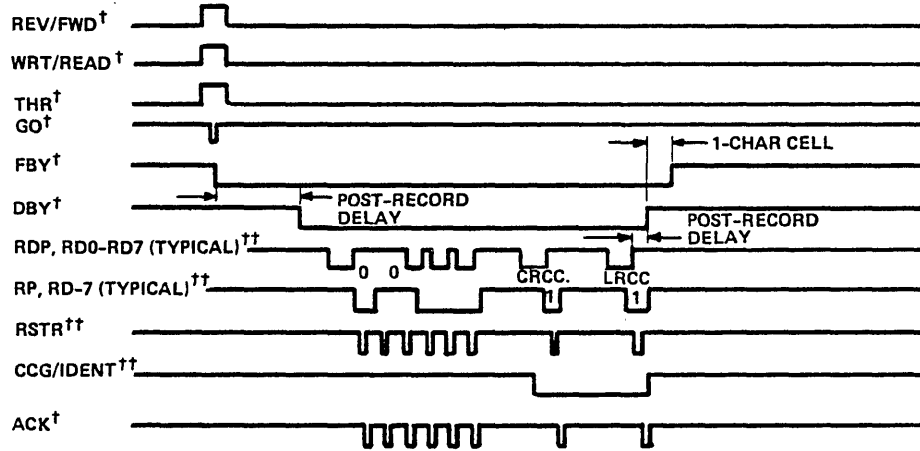 REV/FWD†
WRT/READ†
THR†
GO†
1-CHAR CELL
FBY†
POST-RECORD
DELAY
DBY†
POST-RECORD
DELAY
RDP, RD0-RD7 (TYPICAL)††
0 0 CRCC. LRCC
RP, RD-7 (TYPICAL)†† 1 1
RSTR††
CCG/IDENT††
ACK†